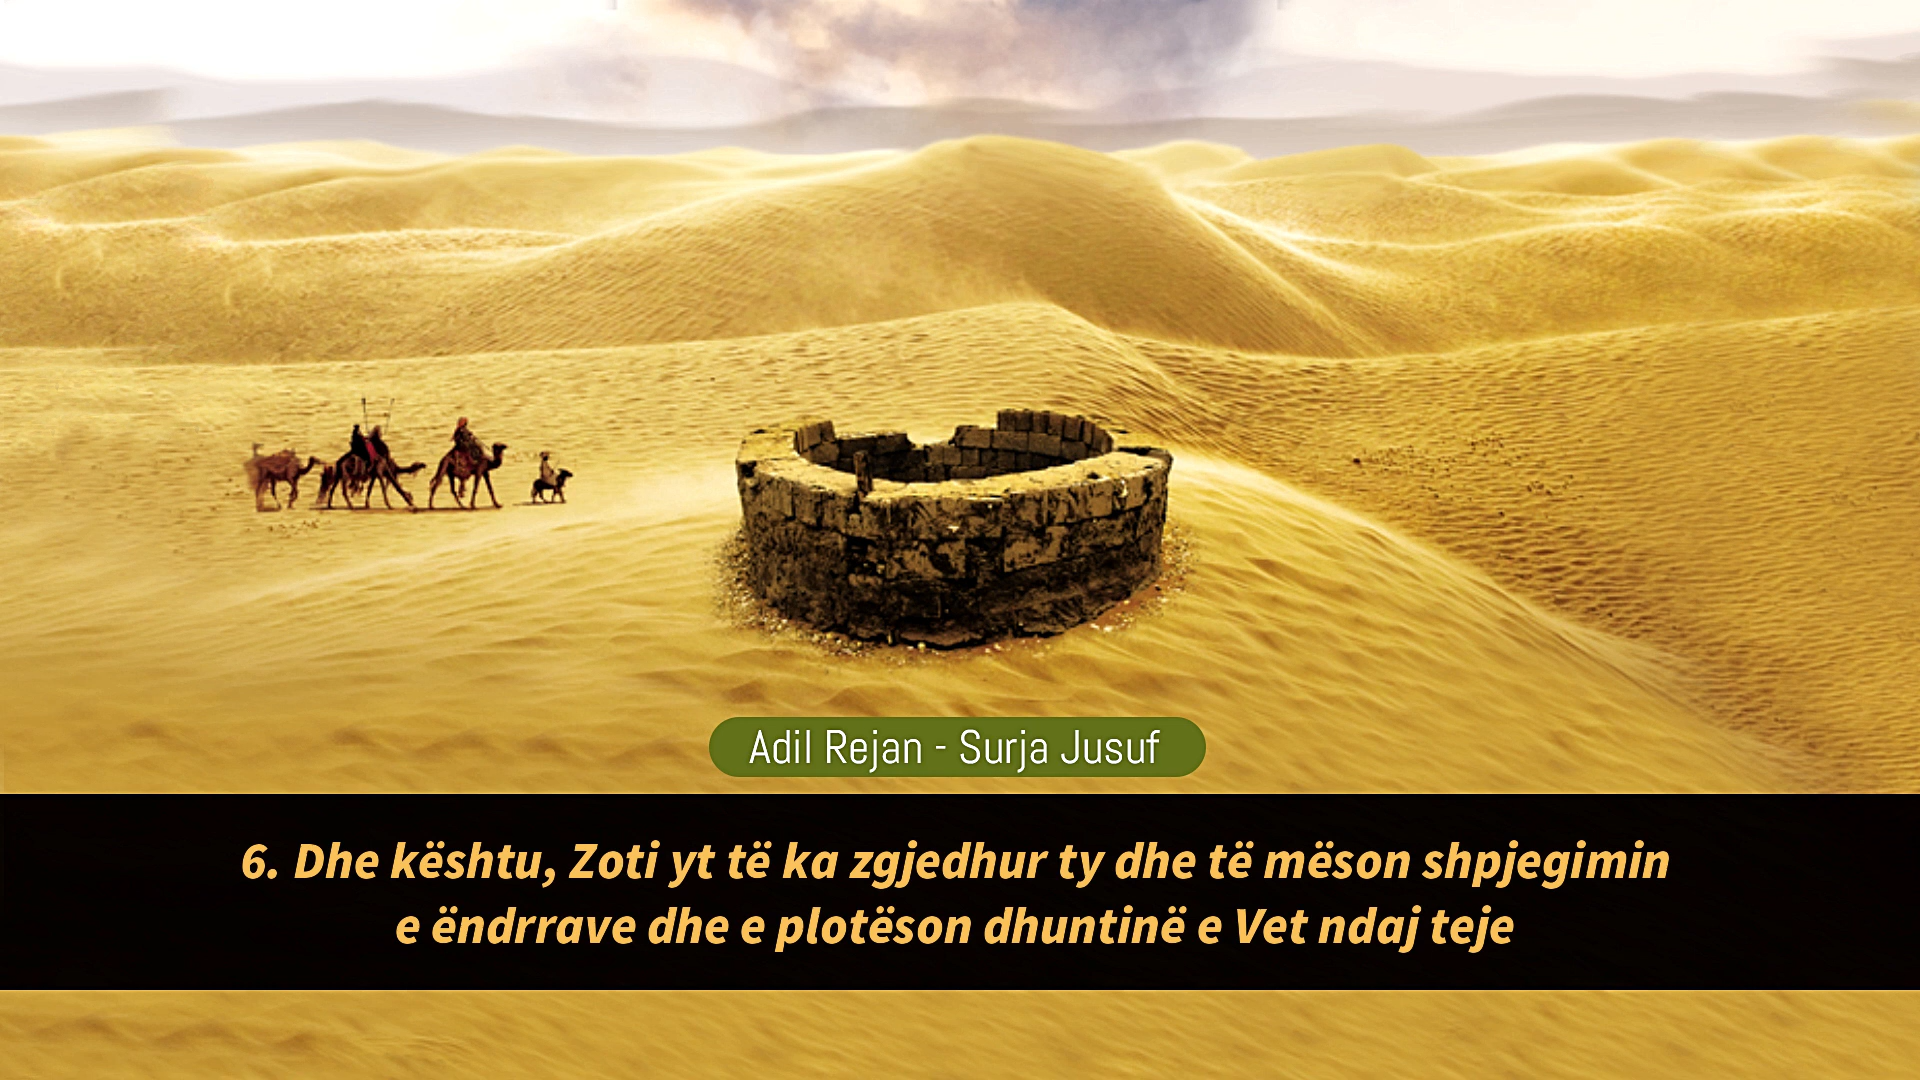 Adil Rejan - Surja Jusuf
6. Dhe kështu, Zoti yt të ka zgjedhur ty dhe të mëson shpjegimin
e ëndrrave dhe e plotëson dhuntinë e Vet ndaj teje